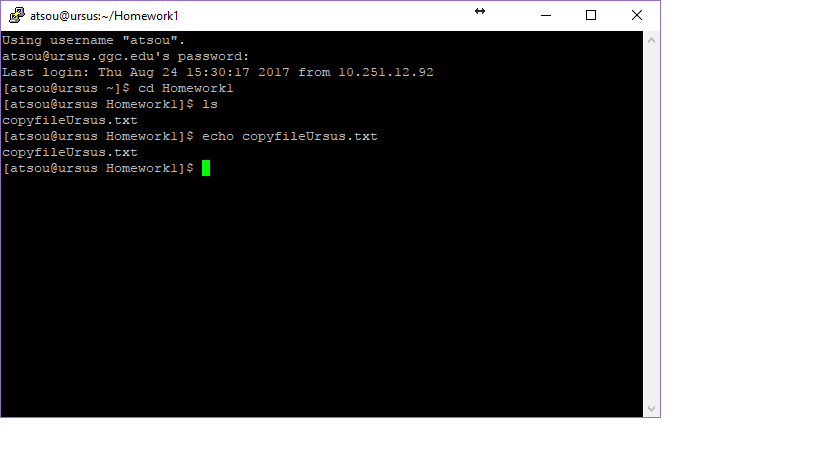 atsou@ursus:~/Homework1
Using username "atsou".
atsou@ursus.ggc.edu's password:
Last login: Thu Aug 24 15:30:17 2017 from 10.251.12.92
[atsou@ursus ~]$ cd Homework1
[atsou@ursus Homework1]$ ls
copyfileUrsus.txt
[atsou@ursus Homework1]$ echo copyfileUrsus.txt
copyfileUrsus.txt
[atsou@ursus Homework1]$